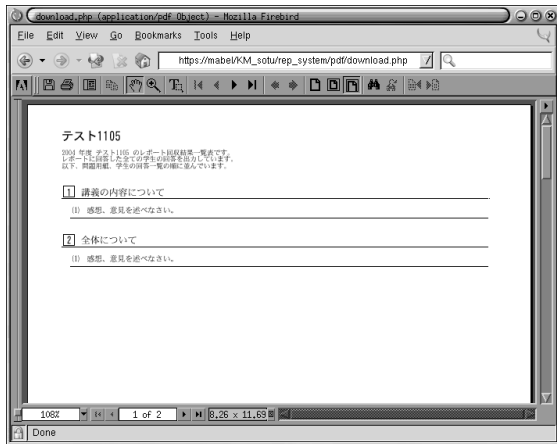 download.php (application/pdf Object) - Mozilla Firebird
File Edit View Go Bookmarks Tools Help
https://mabel/KM_sotu/rep_system/pdf/download.php
テスト1105
2004 年度 テスト1105 のレポート回収結果一覧表です。
レポートに回答した全ての学生の回答を出力しています。
以下、問題用紙、学生の回答一覧の順に並んでいます。
1 講義の内容について
(1) 感想、意見を述べなさい。
2 全体について
(1) 感想、意見を述べなさい。
108% 1 of 2 8.26 x 11.69
Done